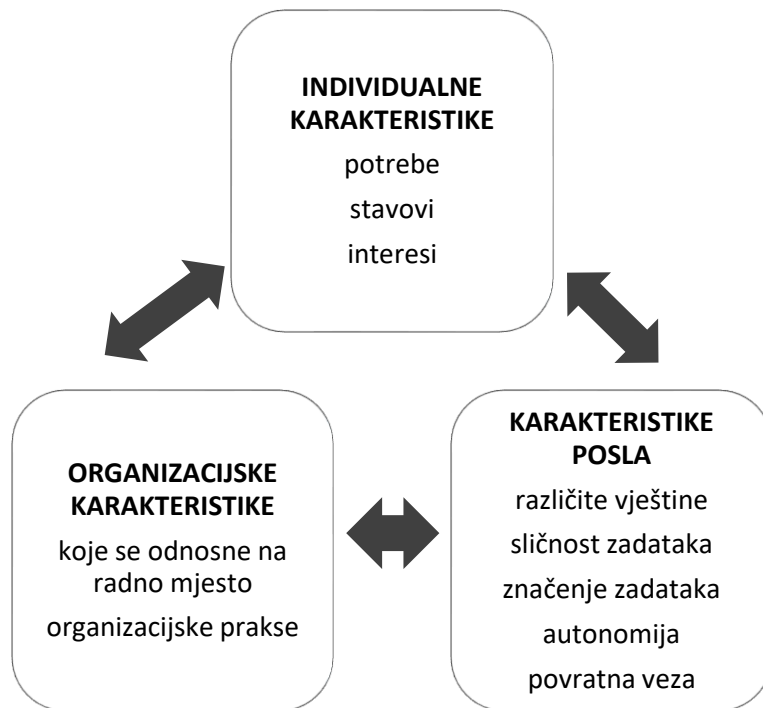 INDIVIDUALNE
KARAKTERISTIKE
potrebe
stavovi
interesi
ORGANIZACIJSKE
KARAKTERISTIKE
koje se odnosne na
radno mjesto
organizacijske prakse
KARAKTERISTIKE
POSLA
različite vještine
sličnost zadataka
značenje zadataka
autonomija
povratna veza